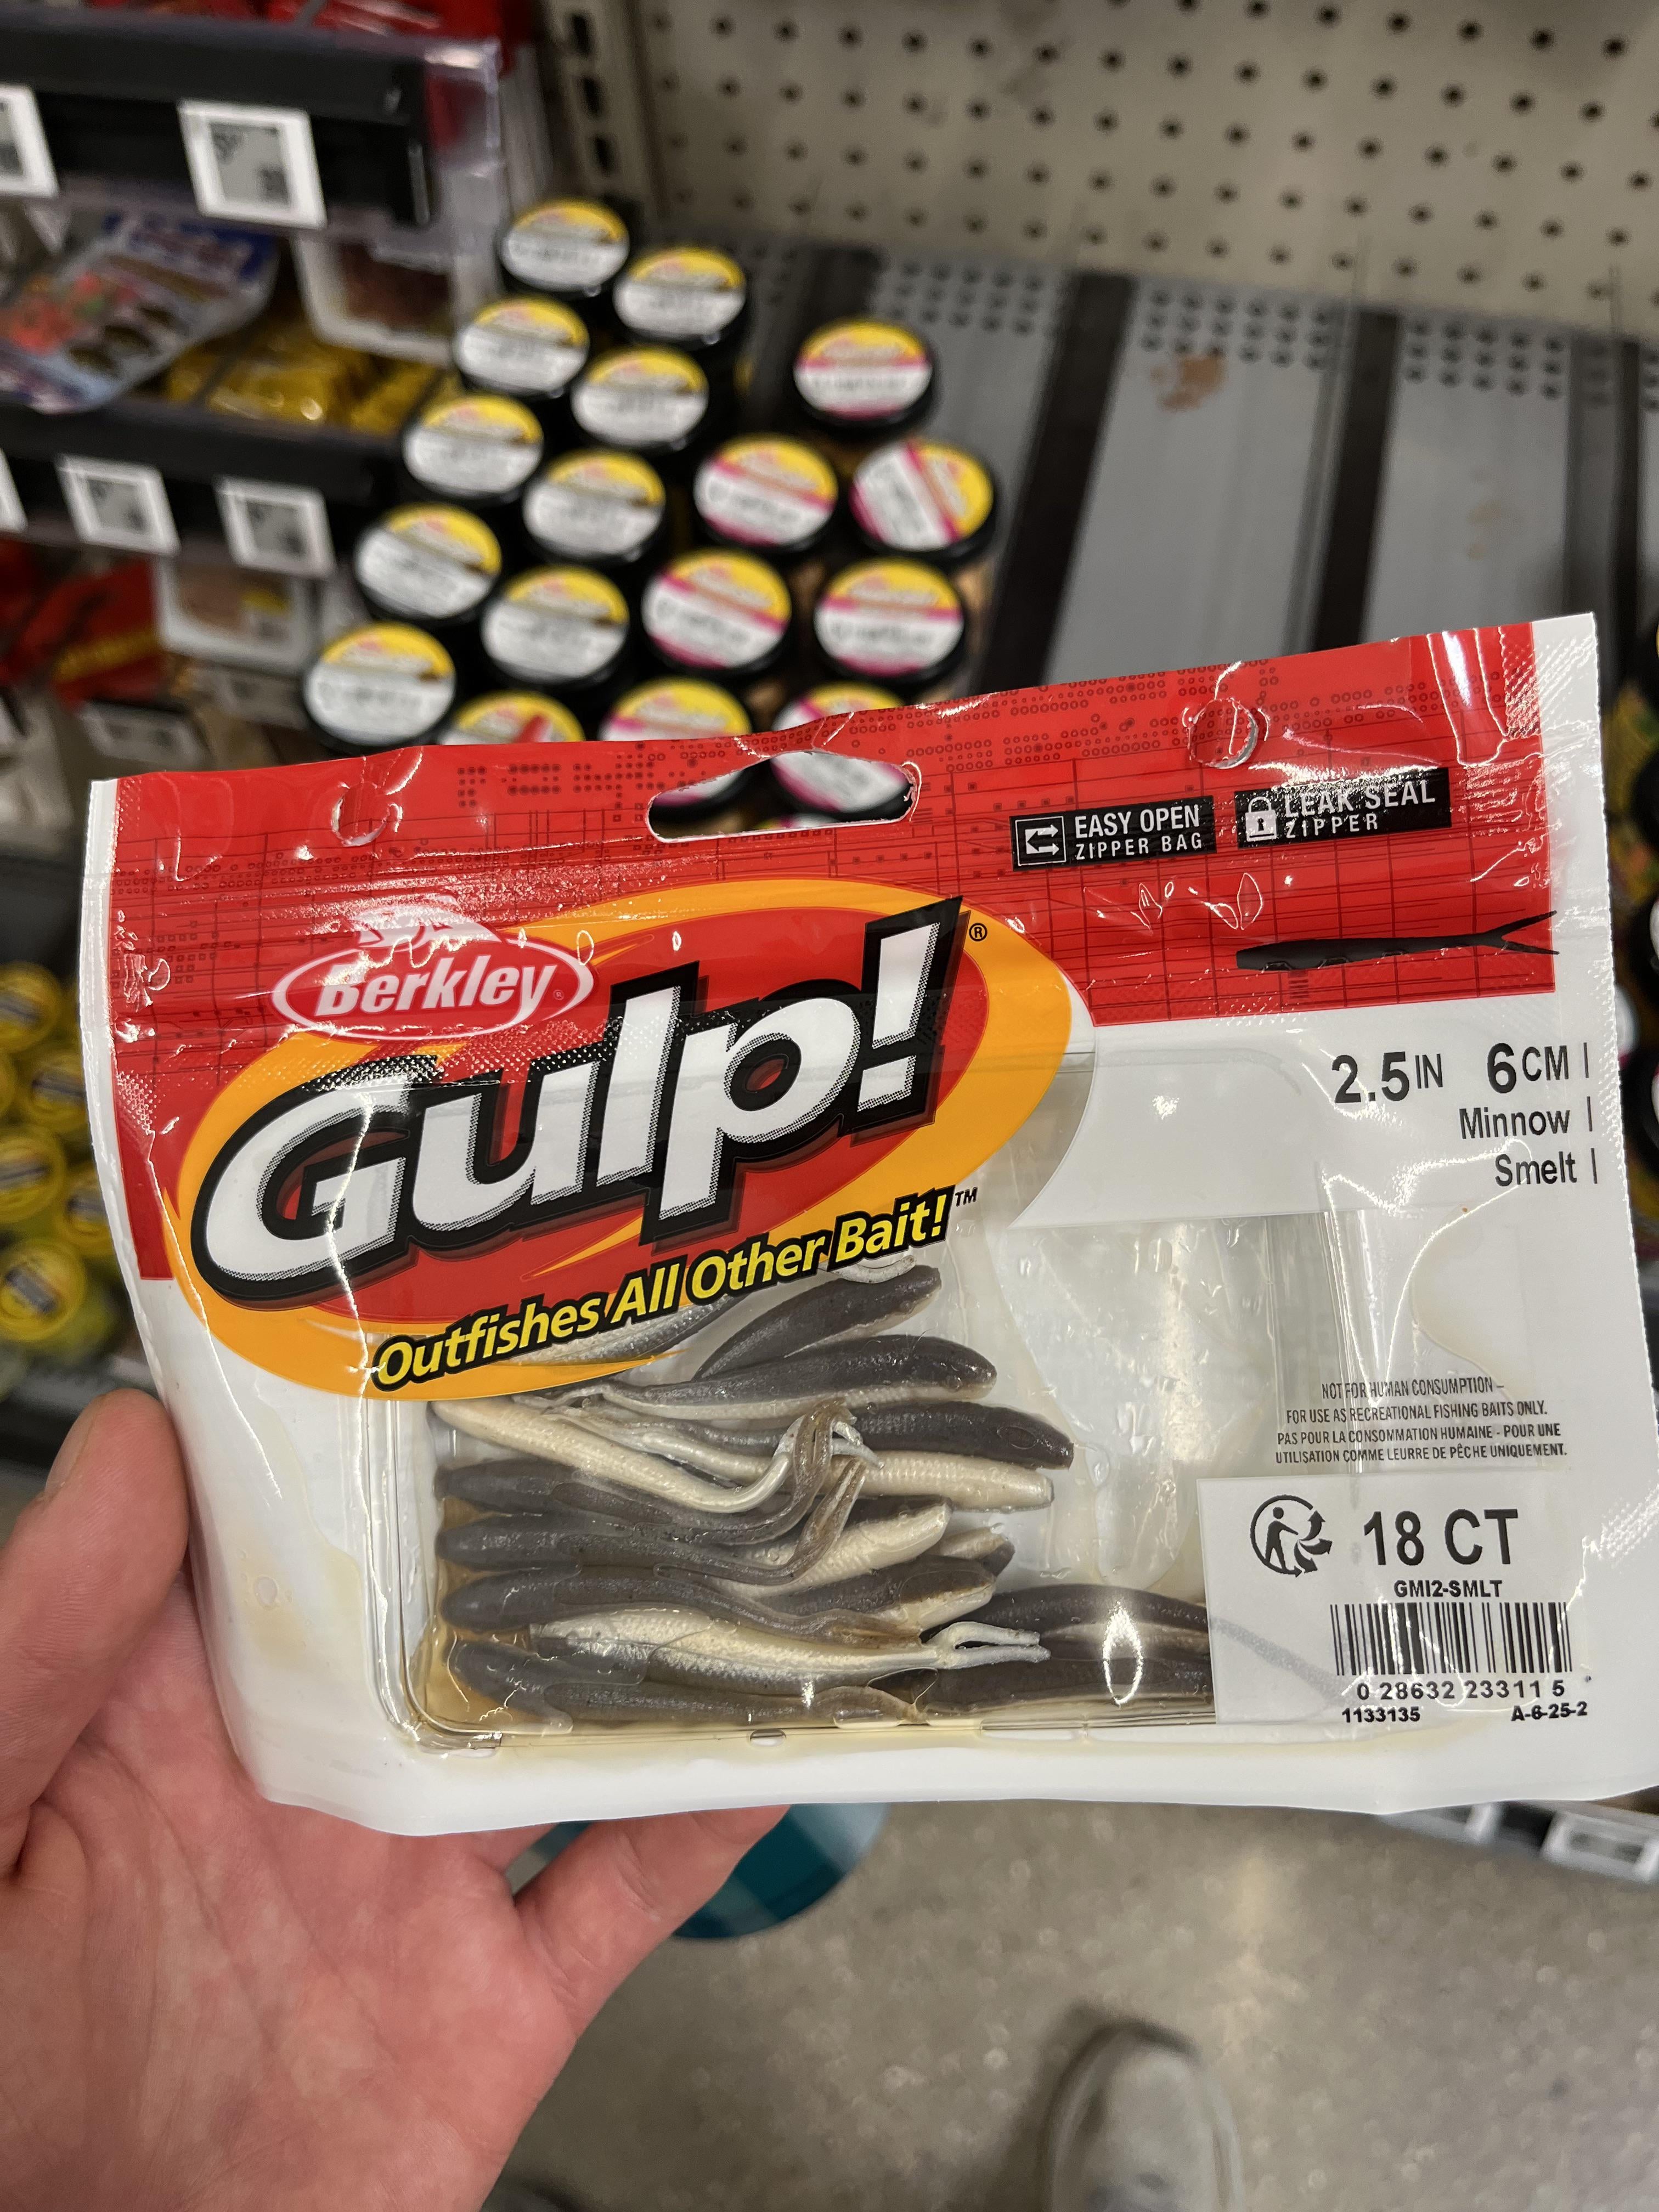 EASY OPEN
ZIPPER BAG
LEAK SEAL
ZIPPER
Berkley®
Gulp!®
Outfishes All Other Bait!™
2.5IN 6CM
Minnow
Smelt
NOT FOR HUMAN CONSUMPTION –
FOR USE AS RECREATIONAL FISHING BAITS ONLY.
PAS POUR LA CONSOMMATION HUMAINE - POUR UNE
UTILISATION COMME LEURRE DE PÊCHE UNIQUEMENT.
18 CT
GMI2-SMLT
0 28632 23311 5
1133135 A-6-25-2